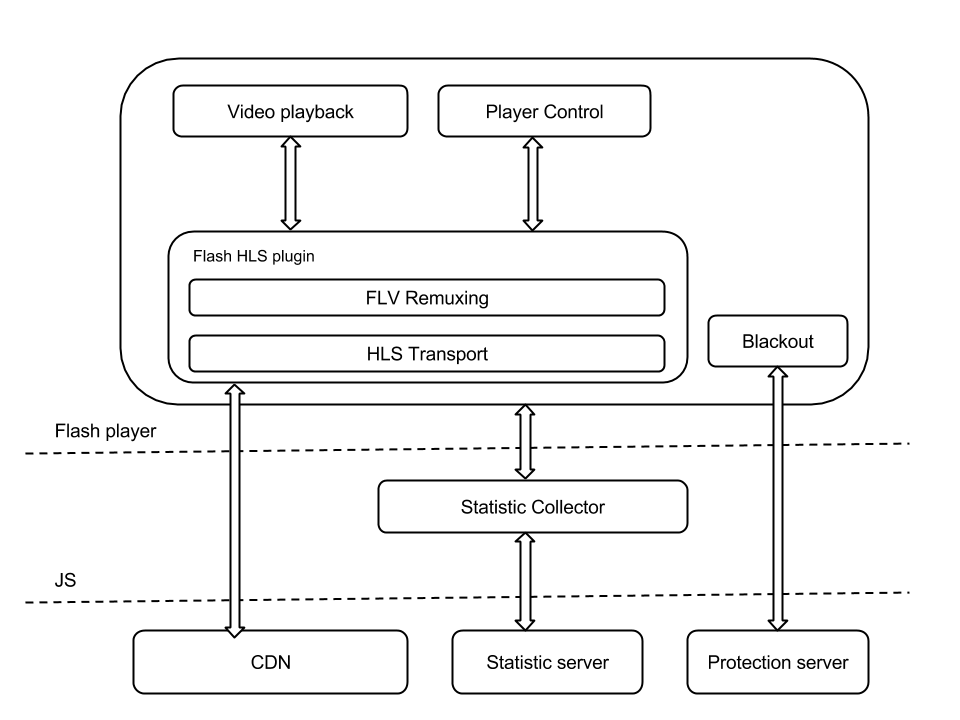 Video playback
Player Control
Flash HLS plugin
FLV Remuxing
HLS Transport
Blackout
Flash player
Statistic Collector
JS
CDN
Statistic server
Protection server